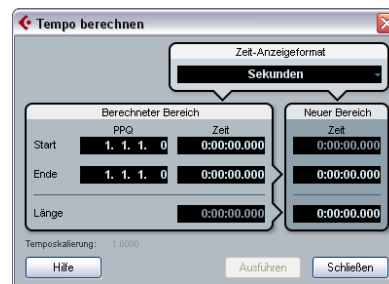 Tempo berechnen
Zeit-Anzeigeformat
Sekunden
Berechneter Bereich
Neuer Bereich
PPQ Zeit Zeit
Start 1. 1. 1. 0 0:00:00.000 0:00:00.000
Ende 1. 1. 1. 0 0:00:00.000 0:00:00.000
Länge 0:00:00.000 0:00:00.000
Temposkalierung: 1.0000
Hilfe Ausführen Schließen